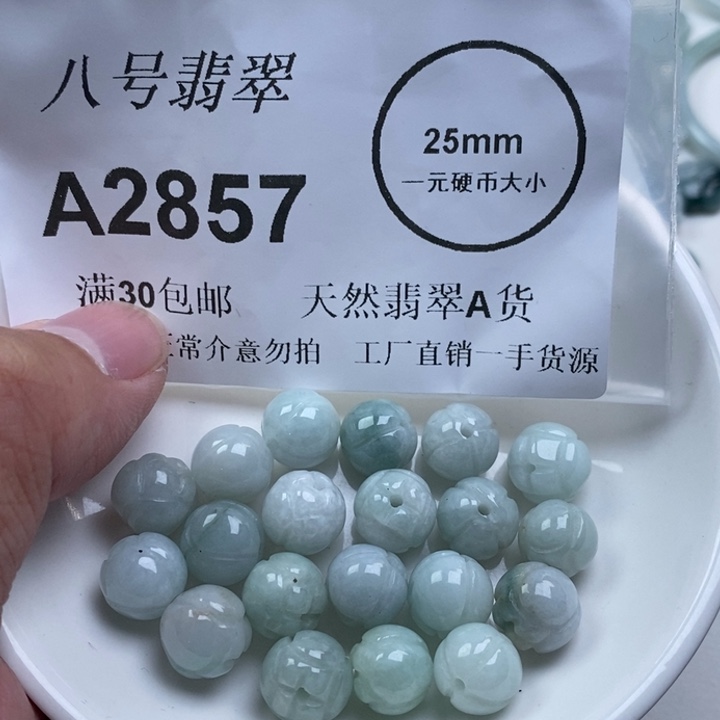 八号翡翠
A2857
25mm
一元硬币大小
满30包邮 天然翡翠A货
正常介意勿拍 工厂直销一手货源